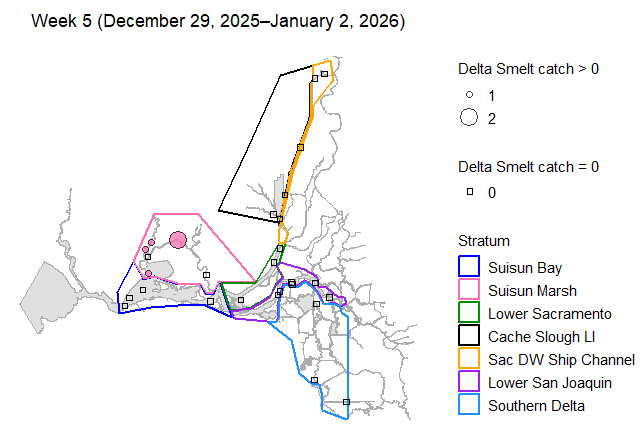 Week 5 (December 29, 2025–January 2, 2026)
Delta Smelt catch > 0
1
2
Delta Smelt catch = 0
0
Stratum
Suisun Bay
Suisun Marsh
Lower Sacramento
Cache Slough LI
Sac DW Ship Channel
Lower San Joaquin
Southern Delta